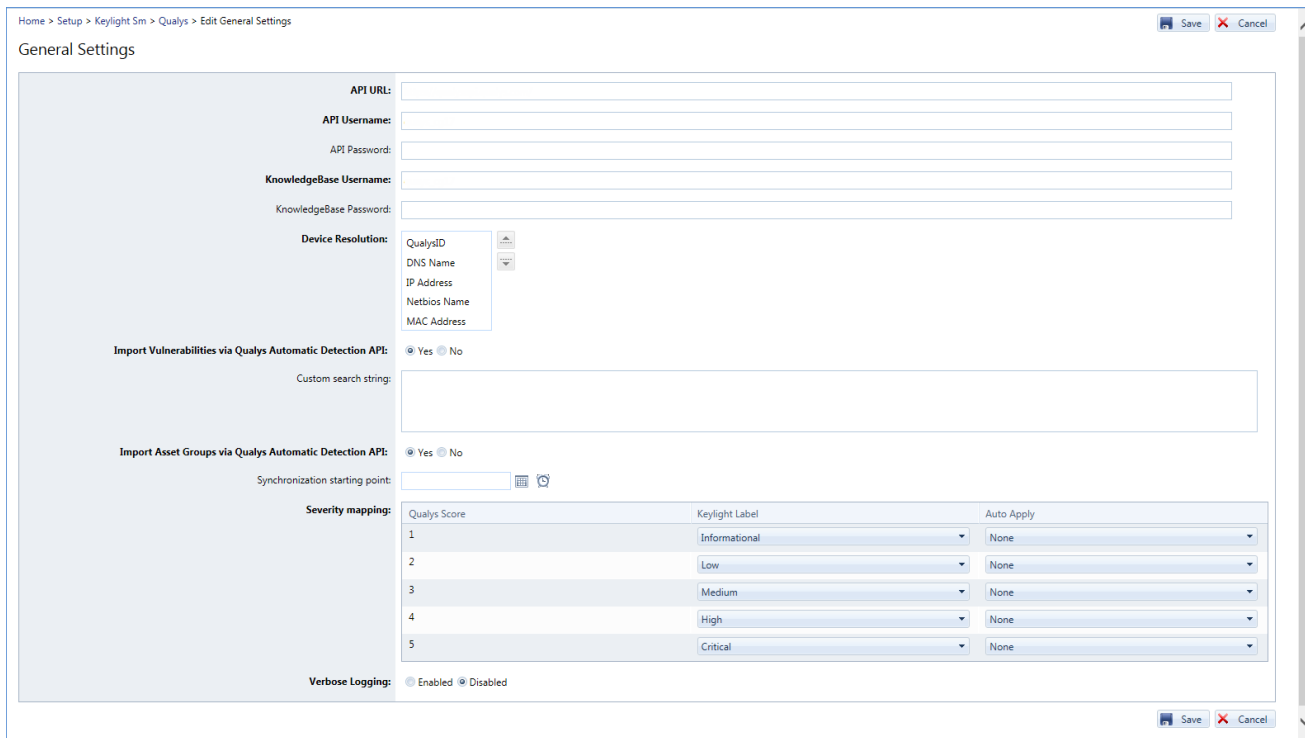 Home > Setup > Keylight Sm > Qualys > Edit General Settings
Save Cancel
General Settings
API URL:
API Username:
API Password:
KnowledgeBase Username:
KnowledgeBase Password:
Device Resolution:
QualysID
DNS Name
IP Address
Netbios Name
MAC Address
Import Vulnerabilities via Qualys Automatic Detection API: Yes No
Custom search string:
Import Asset Groups via Qualys Automatic Detection API: Yes No
Synchronization starting point:
Severity mapping:
Qualys Score Keylight Label Auto Apply
1 Informational None
2 Low None
3 Medium None
4 High None
5 Critical None
Verbose Logging: Enabled Disabled
Save Cancel